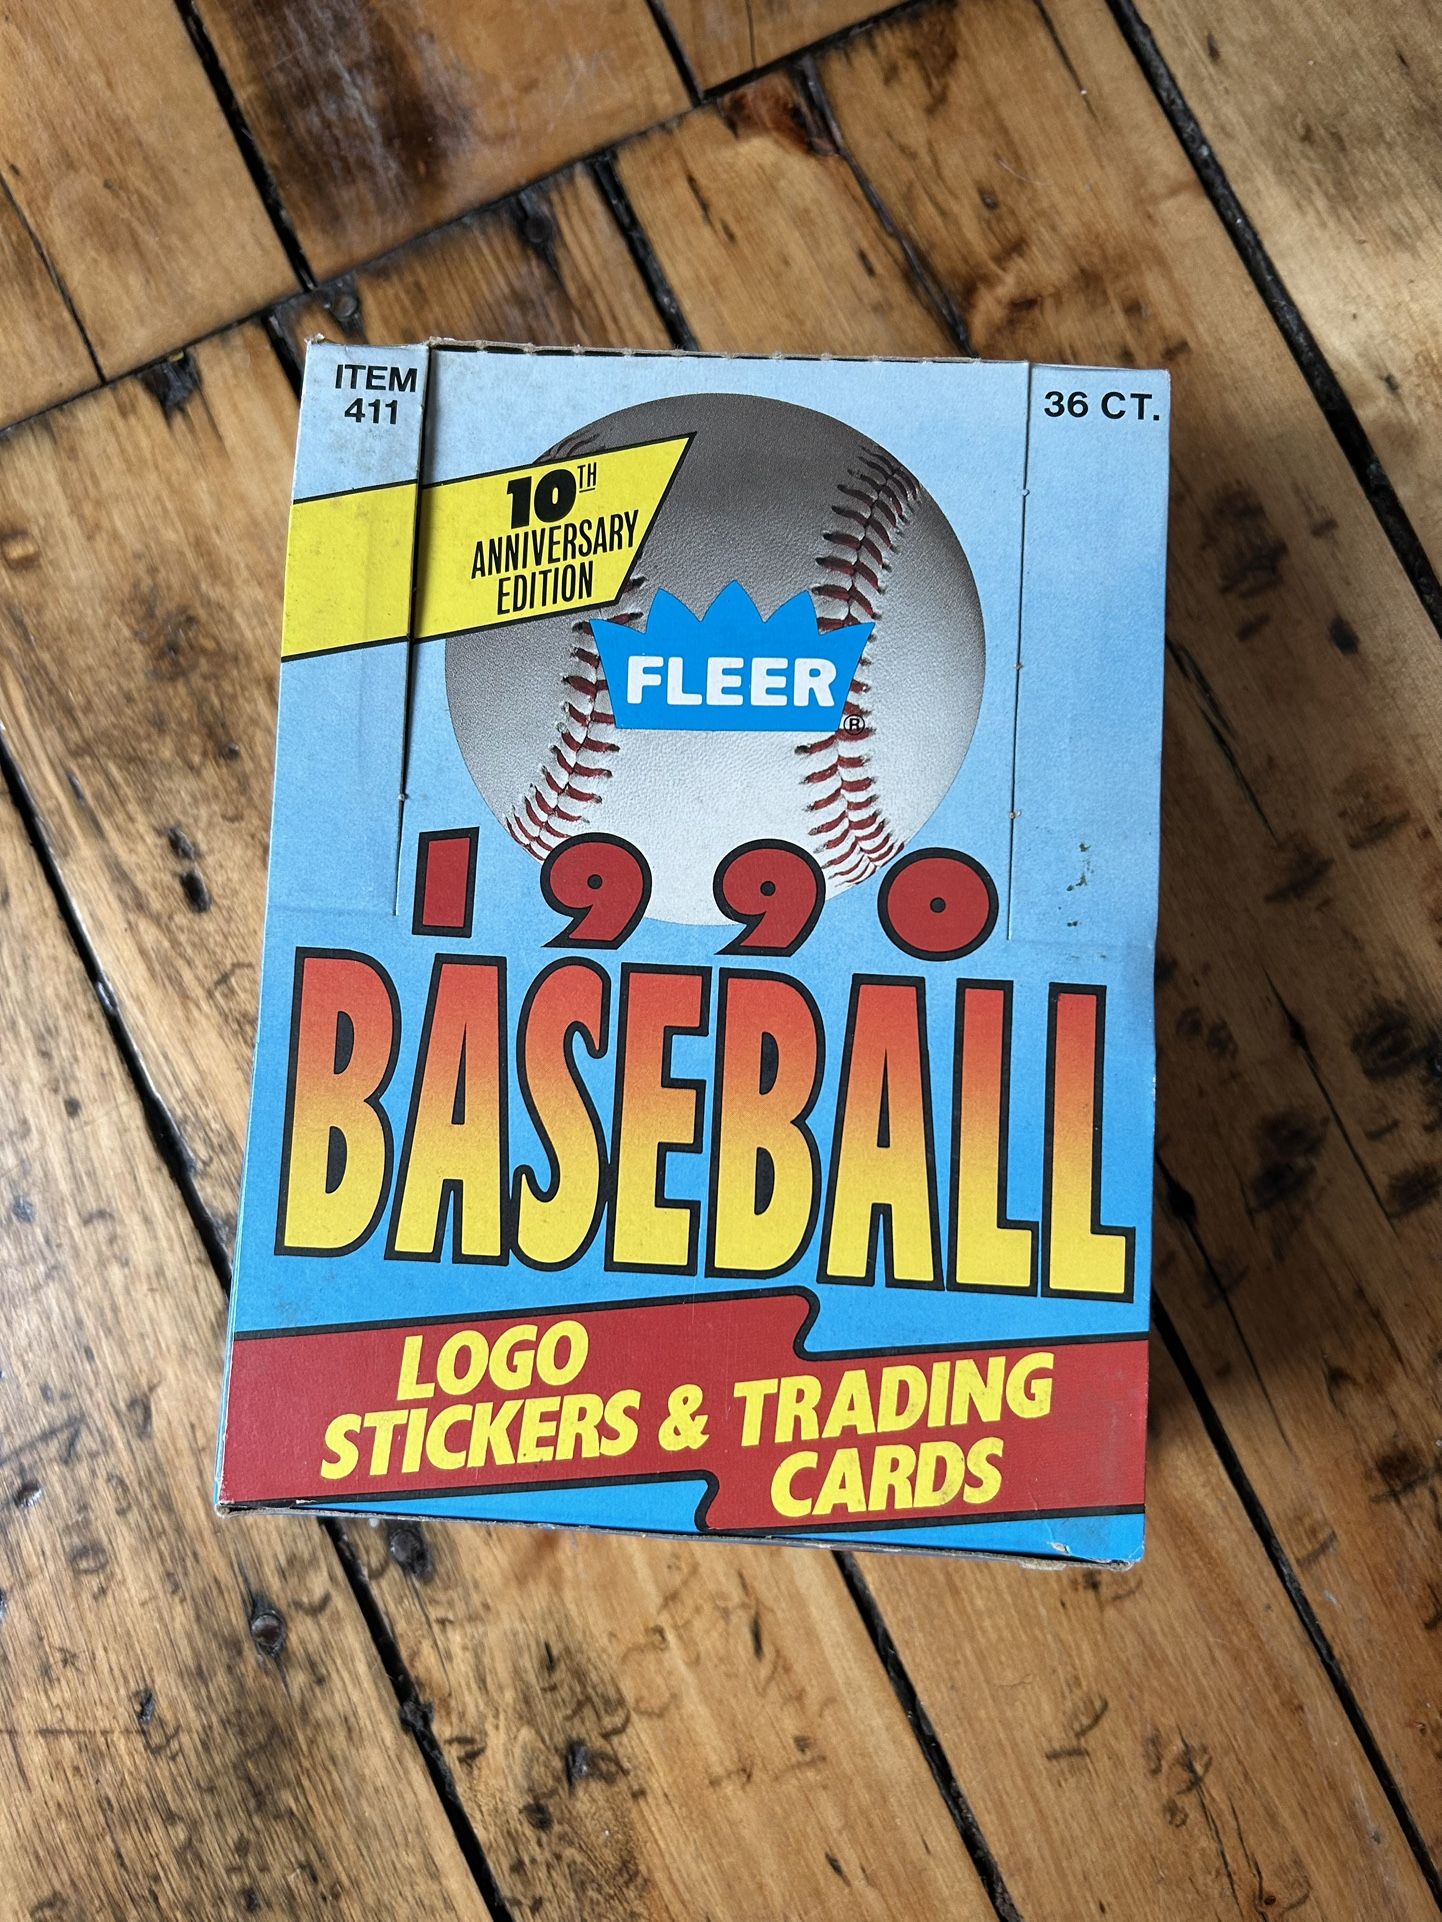 ITEM
411
36 CT.
10TH
ANNIVERSARY
EDITION
FLEER
®
1990
BASEBALL
LOGO
STICKERS & TRADING
CARDS